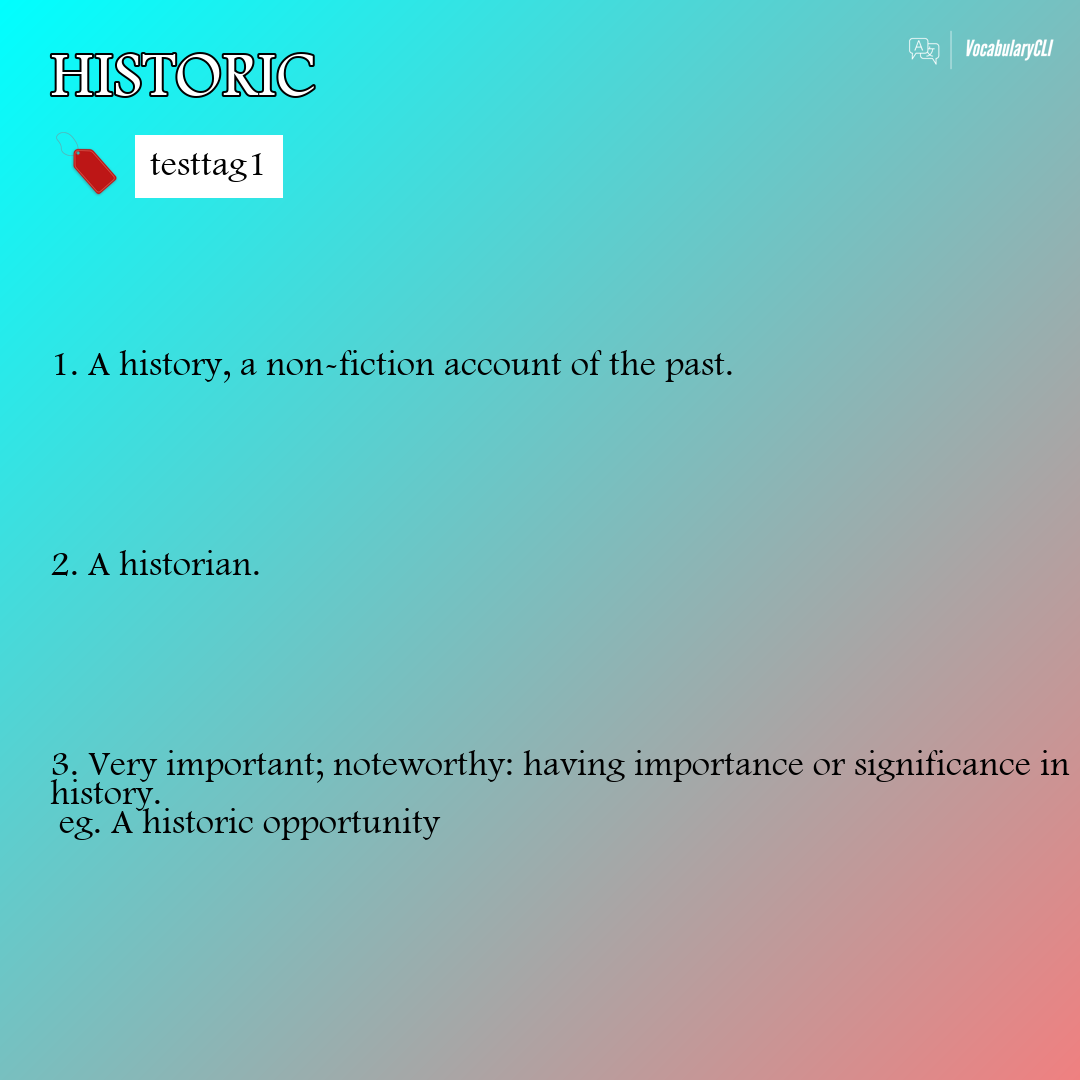 HISTORIC
VocabularyCLI
testtag1
1. A history, a non-fiction account of the past.
2. A historian.
3. Very important; noteworthy: having importance or significance in
history.
eg. A historic opportunity